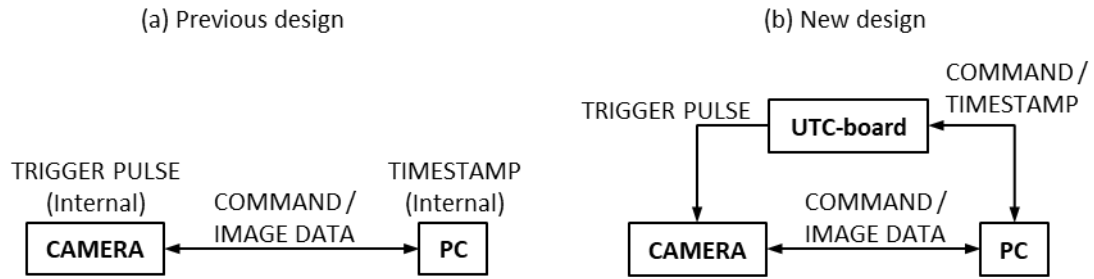 (a) Previous design
TRIGGER PULSE
(Internal)
COMMAND /
IMAGE DATA
TIMESTAMP
(Internal)
CAMERA
PC
(b) New design
COMMAND /
TIMESTAMP
TRIGGER PULSE
UTC-board
COMMAND /
IMAGE DATA
CAMERA
PC